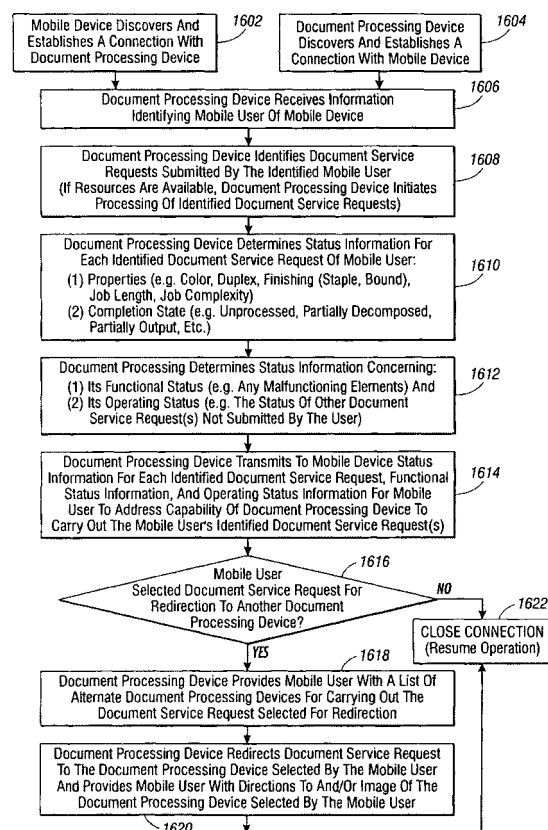 Mobile Device Discovers And
Establishes A Connection With
Document Processing Device
1602
Document Processing Device
Discovers And Establishes A
Connection With Mobile Device
1604
Document Processing Device Receives Information
Identifying Mobile User Of Mobile Device
1606
Document Processing Device Identifies Document Service
Requests Submitted By The Identified Mobile User
(If Resources Are Available, Document Processing Device Initiates
Processing Of Identified Document Service Requests)
1608
Document Processing Device Determines Status Information For
Each Identified Document Service Request Of Mobile User:
(1) Properties (e.g. Color, Duplex, Finishing (Staple, Bound),
Job Length, Job Complexity)
(2) Completion State (e.g. Unprocessed, Partially Decomposed,
Partially Output, Etc.)
1610
Document Processing Determines Status Information Concerning:
(1) Its Functional Status (e.g. Any Malfunctioning Elements) And
(2) Its Operating Status (e.g. The Status Of Other Document
Service Request(s) Not Submitted By The User)
1612
Document Processing Device Transmits To Mobile Device Status
Information For Each Identified Document Service Request, Functional
Status Information, And Operating Status Information For Mobile
User To Address Capability Of Document Processing Device To
Carry Out The Mobile User's Identified Document Service Request(s)
1614
Mobile User
Selected Document Service Request For
Redirection To Another Document
Processing Device?
1616
NO
1622
CLOSE CONNECTION
(Resume Operation)
YES
1618
Document Processing Device Provides Mobile User With a List Of
Alternate Document Processing Devices For Carrying Out The
Document Service Request Selected For Redirection
Document Processing Device Redirects Document Service Request
To The Document Processing Device Selected By The Mobile User
And Provides Mobile User With Directions To And/Or Image Of The
Document Processing Device Selected By The Mobile User
1620